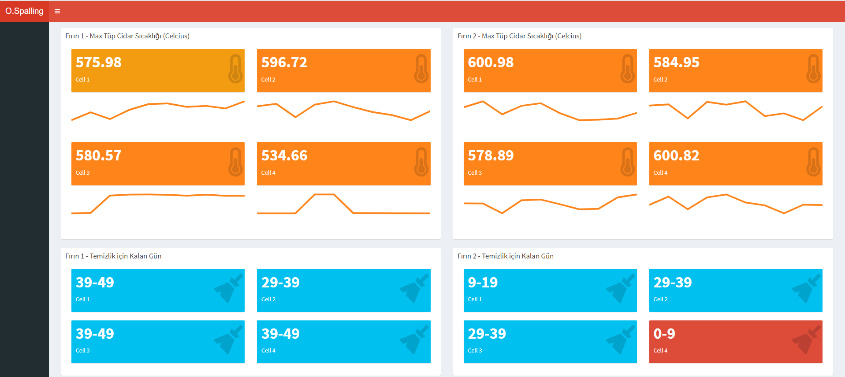 O.Spalling
Fırın 1 - Max Tüp Cidar Sıcaklığı (Celcius)
575.98
Cell 1
596.72
Cell 2
580.57
Cell 3
534.66
Cell 4
Fırın 2 - Max Tüp Cidar Sıcaklığı (Celcius)
600.98
Cell 1
584.95
Cell 2
578.89
Cell 3
600.82
Cell 4
Fırın 1 - Temizlik için Kalan Gün
39-49
Cell 1
29-39
Cell 2
39-49
Cell 3
39-49
Cell 4
Fırın 2 - Temizlik için Kalan Gün
9-19
Cell 1
29-39
Cell 2
29-39
Cell 3
0-9
Cell 4